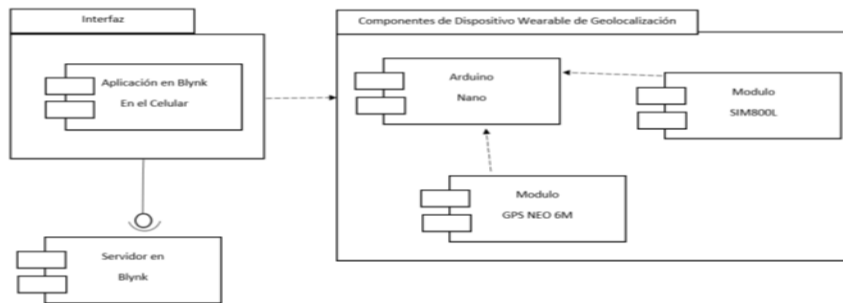 Interfaz
Aplicación en Blynk
En el Celular
Servidor en
Blynk
Componentes de Dispositivo Wearable de Geolocalización
Arduino
Nano
Modulo
SIM800L
Modulo
GPS NEO 6M